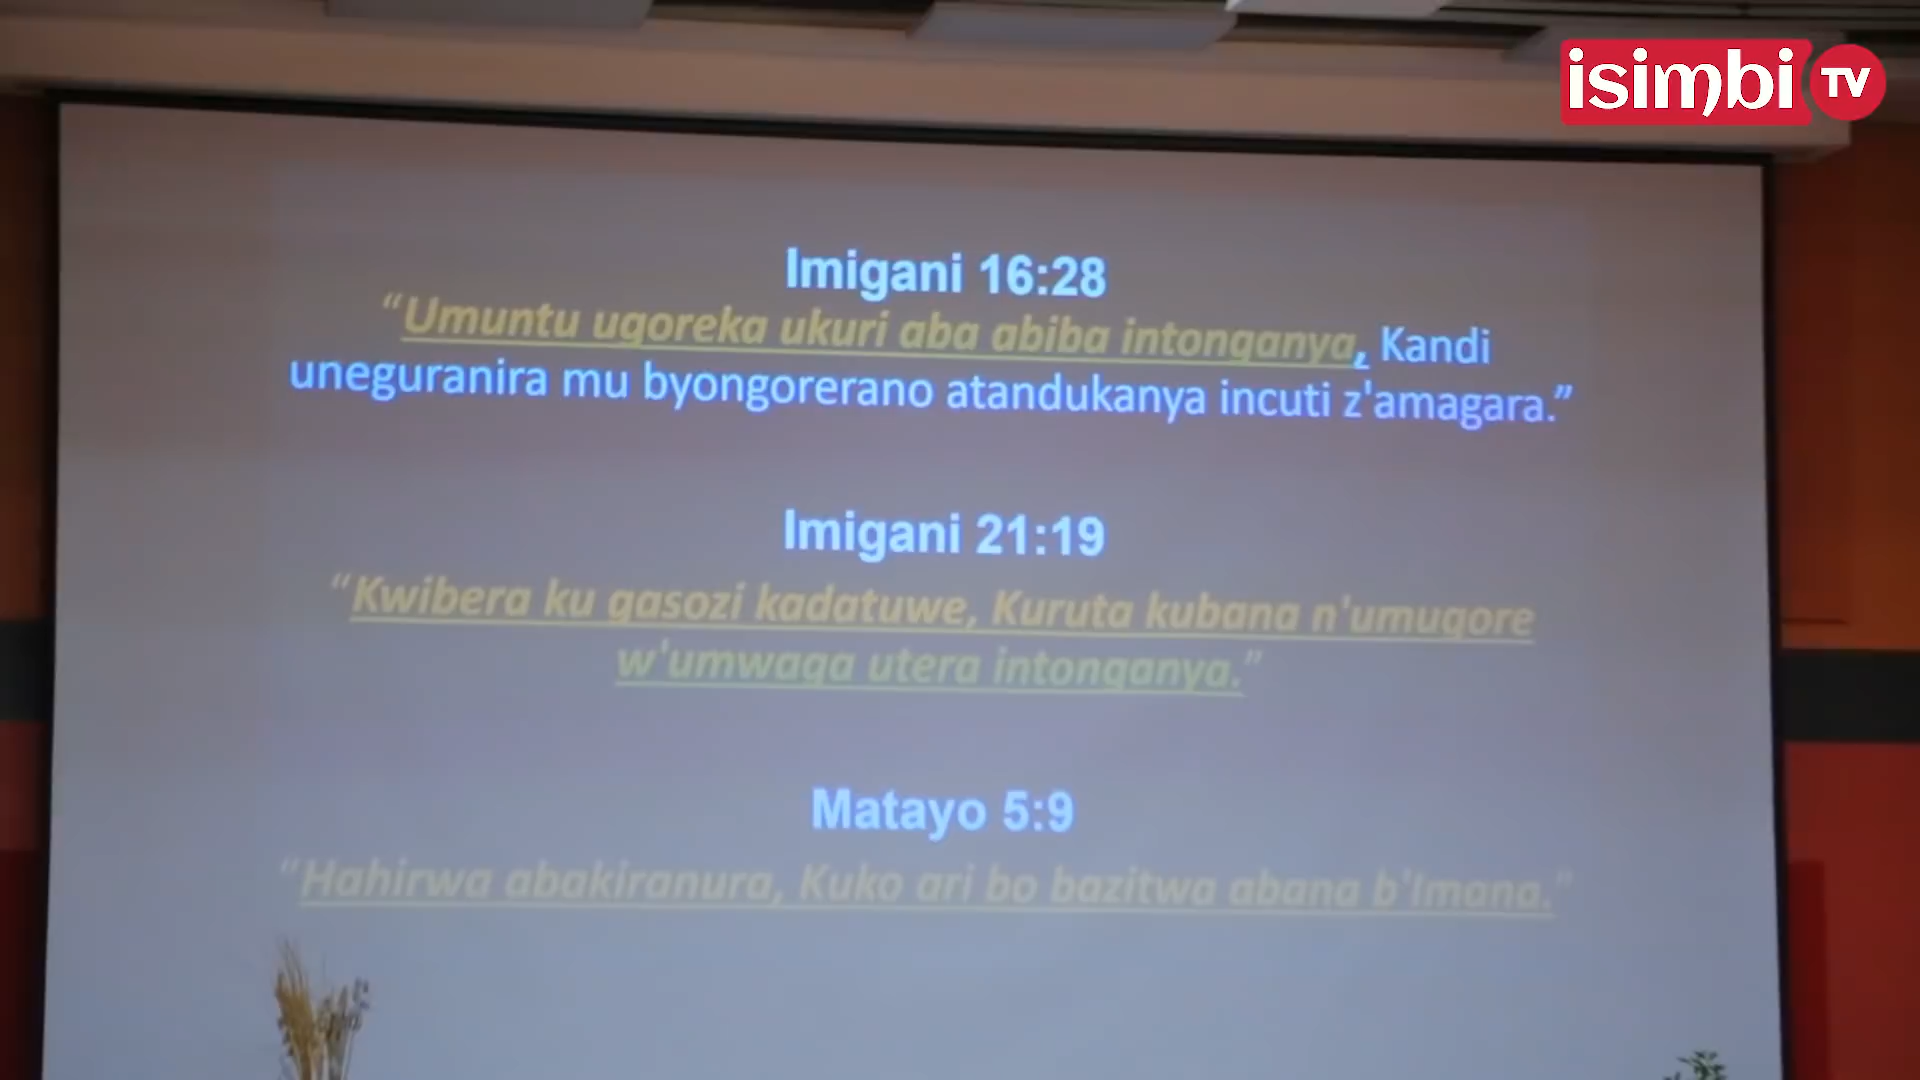 isimbi TV
Imigani 16:28
“Umuntu ugoreka ukuri aba abiba intonganya, Kandi
uneguranira mu byongorerano atandukanya incuti z'amagara.”
Imigani 21:19
“Kwibera ku gasozi kadatuwe, Kuruta kubana n'umugore
w'umwaga utera intonganya.”
Matayo 5:9
“Hahirwa abakiranura, Kuko ari bo bazitwa abana b'Imana.”